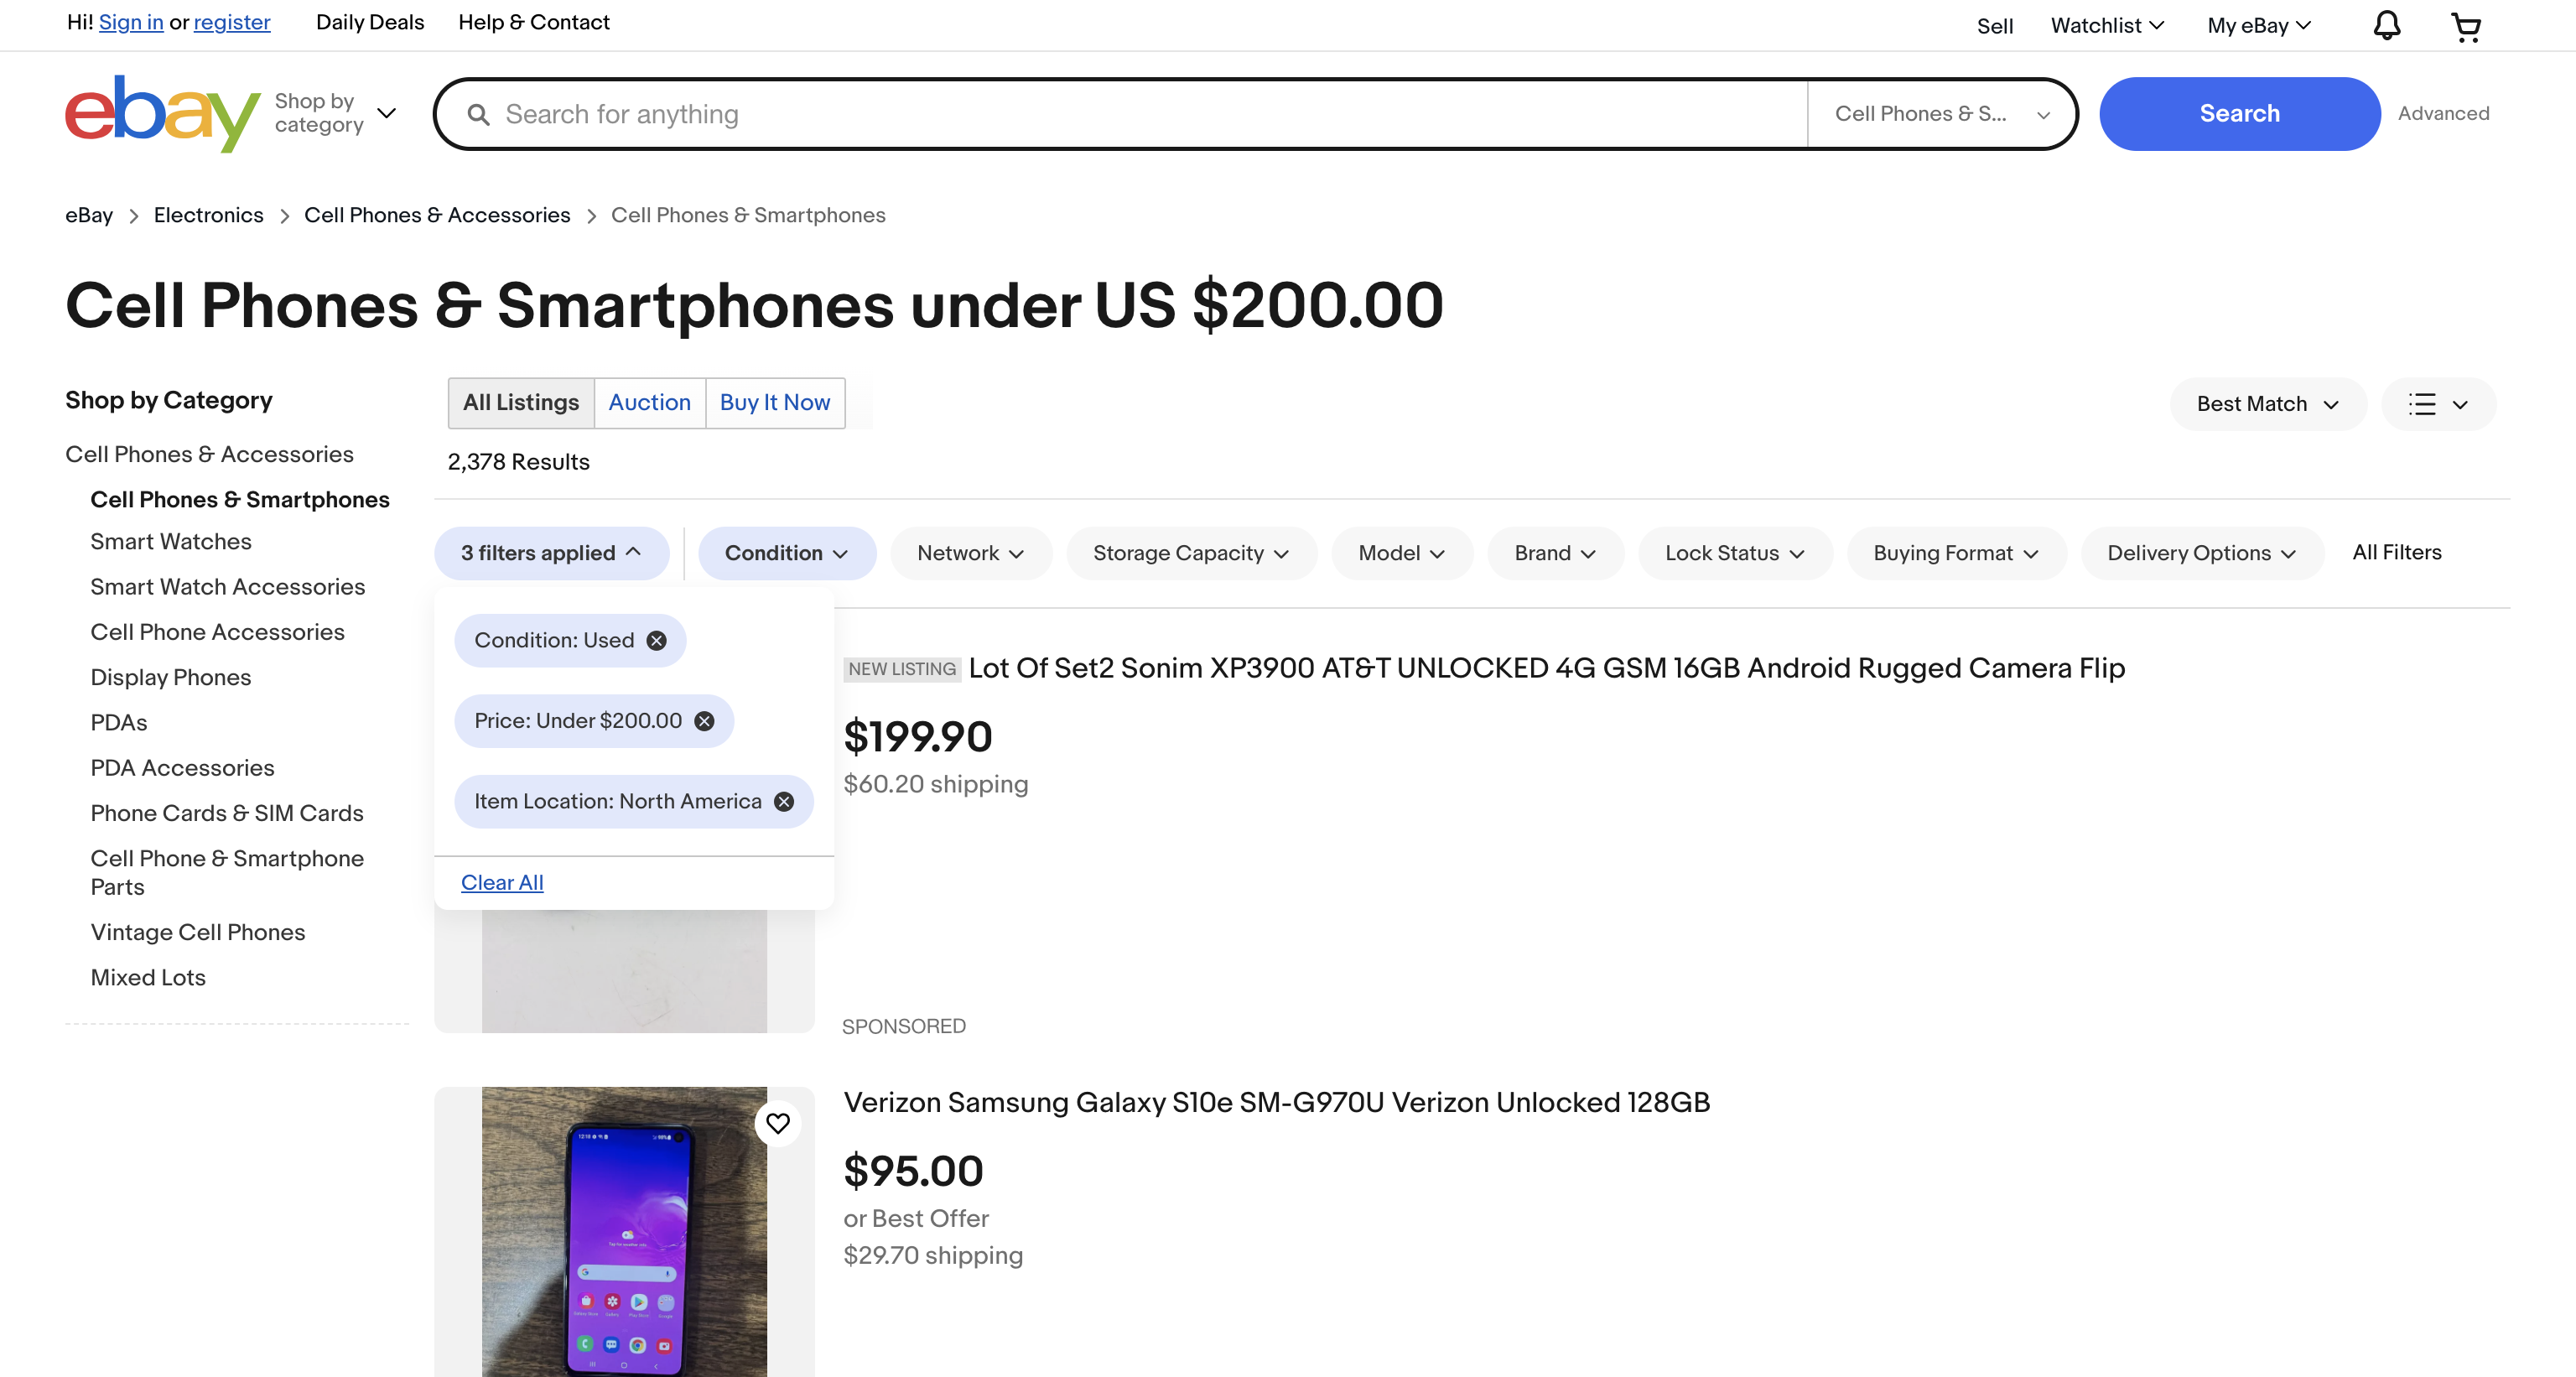 Hi! Sign in or register
Daily Deals
Help & Contact
Sell
Watchlist
My eBay
ebay
Shop by
category
Search for anything
Cell Phones & S...
Search
Advanced
eBay
Electronics
Cell Phones & Accessories
Cell Phones & Smartphones
Cell Phones & Smartphones under US $200.00
Shop by Category
Cell Phones & Accessories
Cell Phones & Smartphones
Smart Watches
Smart Watch Accessories
Cell Phone Accessories
Display Phones
PDAs
PDA Accessories
Phone Cards & SIM Cards
Cell Phone & Smartphone
Parts
Vintage Cell Phones
Mixed Lots
All Listings
Auction
Buy It Now
Best Match
2,378 Results
3 filters applied
Condition
Network
Storage Capacity
Model
Brand
Lock Status
Buying Format
Delivery Options
All Filters
Condition: Used
Price: Under $200.00
Item Location: North America
Clear All
NEW LISTING Lot Of Set2 Sonim XP3900 AT&T UNLOCKED 4G GSM 16GB Android Rugged Camera Flip
$199.90
$60.20 shipping
SPONSORED
Verizon Samsung Galaxy S10e SM-G970U Verizon Unlocked 128GB
$95.00
or Best Offer
$29.70 shipping